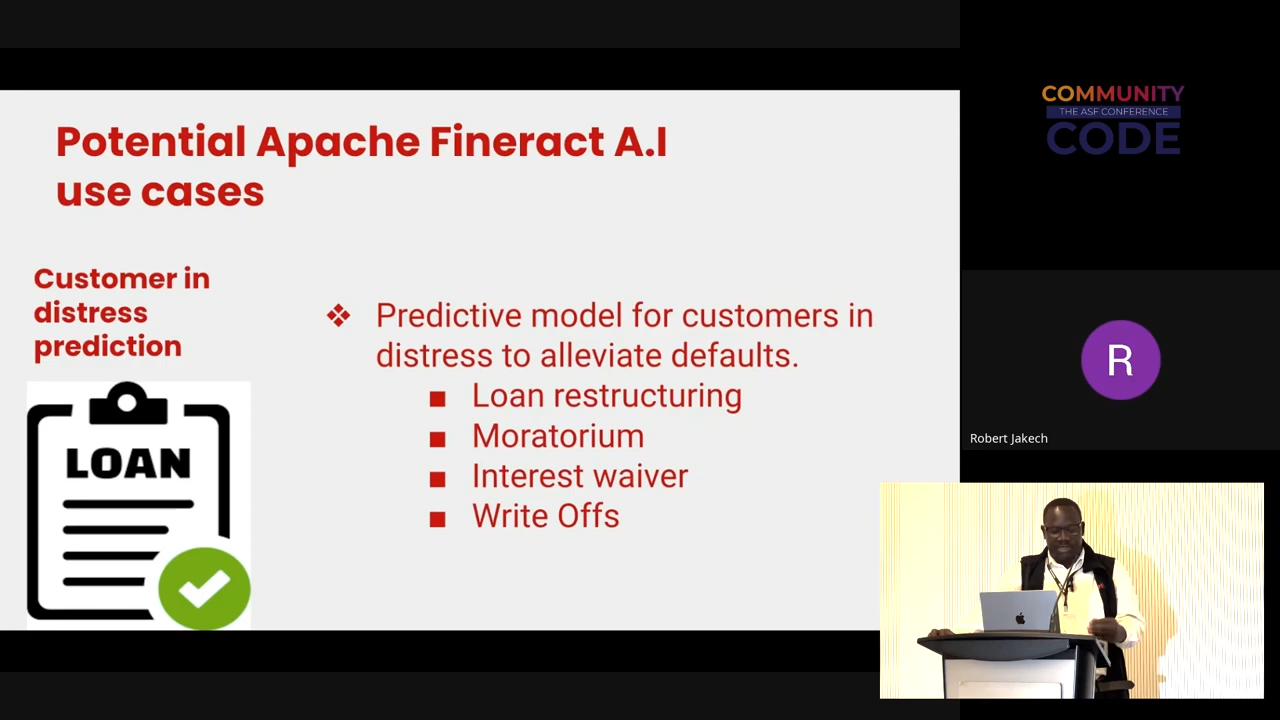 Potential Apache Fineract A.I
use cases
Customer in
distress
prediction
LOAN
❖ Predictive model for customers in
distress to alleviate defaults.
■ Loan restructuring
■ Moratorium
■ Interest waiver
■ Write Offs
COMMUNITY
THE ASF CONFERENCE
CODE
R
Robert Jakech